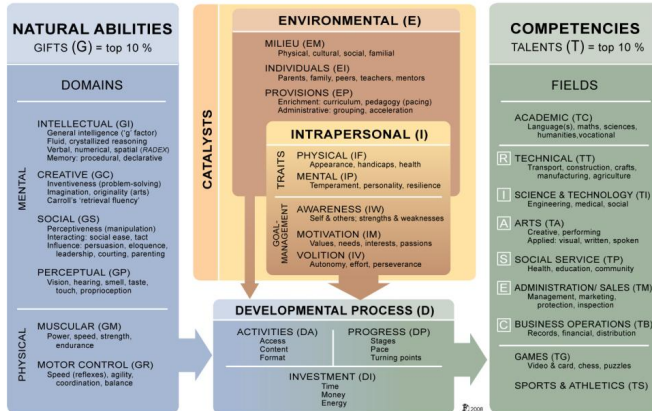 NATURAL ABILITIES
GIFTS (G) = top 10 %
DOMAINS
MENTAL
INTELLECTUAL (GI)
General intelligence ('g' factor)
Fluid, crystallized reasoning
Verbal, numerical, spatial (RADEX)
Memory: procedural, declarative
CREATIVE (GC)
Inventiveness (problem-solving)
Imagination, originality (arts)
Carroll's 'retrieval fluency'
SOCIAL (GS)
Perceptiveness (manipulation)
Interacting: social ease, tact
Influence: persuasion, eloquence,
leadership, courting, parenting
PERCEPTUAL (GP)
Vision, hearing, smell, taste,
touch, proprioception
PHYSICAL
MUSCULAR (GM)
Power, speed, strength,
endurance
MOTOR CONTROL (GR)
Speed (reflexes), agility,
coordination, balance
CATALYSTS
ENVIRONMENTAL (E)
MILIEU (EM)
Physical, cultural, social, familial
INDIVIDUALS (EI)
Parents, family, peers, teachers, mentors
PROVISIONS (EP)
Enrichment: curriculum, pedagogy (pacing)
Administrative: grouping, acceleration
INTRAPERSONAL (I)
TRAITS
PHYSICAL (IF)
Appearance, handicaps, health
MENTAL (IP)
Temperament, personality, resilience
GOAL-
MANAGEMENT
AWARENESS (IW)
Self & others; strengths & weaknesses
MOTIVATION (IM)
Values, needs, interests, passions
VOLITION (IV)
Autonomy, effort, perseverance
DEVELOPMENTAL PROCESS (D)
ACTIVITIES (DA)
Access
Content
Format
PROGRESS (DP)
Stages
Pace
Turning points
INVESTMENT (DI)
Time
Money
Energy
2008
COMPETENCIES
TALENTS (T) = top 10 %
FIELDS
ACADEMIC (TC)
Language(s), maths, sciences,
humanities,vocational
R TECHNICAL (TT)
Transport, construction, crafts,
manufacturing, agriculture
I SCIENCE & TECHNOLOGY (TI)
Engineering, medical, social
A ARTS (TA)
Creative, performing
Applied: visual, written, spoken
S SOCIAL SERVICE (TP)
Health, education, community
E ADMINISTRATION/ SALES (TM)
Management, marketing,
protection, inspection
C BUSINESS OPERATIONS (TB)
Records, financial, distribution
GAMES (TG)
Video & card, chess, puzzles
SPORTS & ATHLETICS (TS)